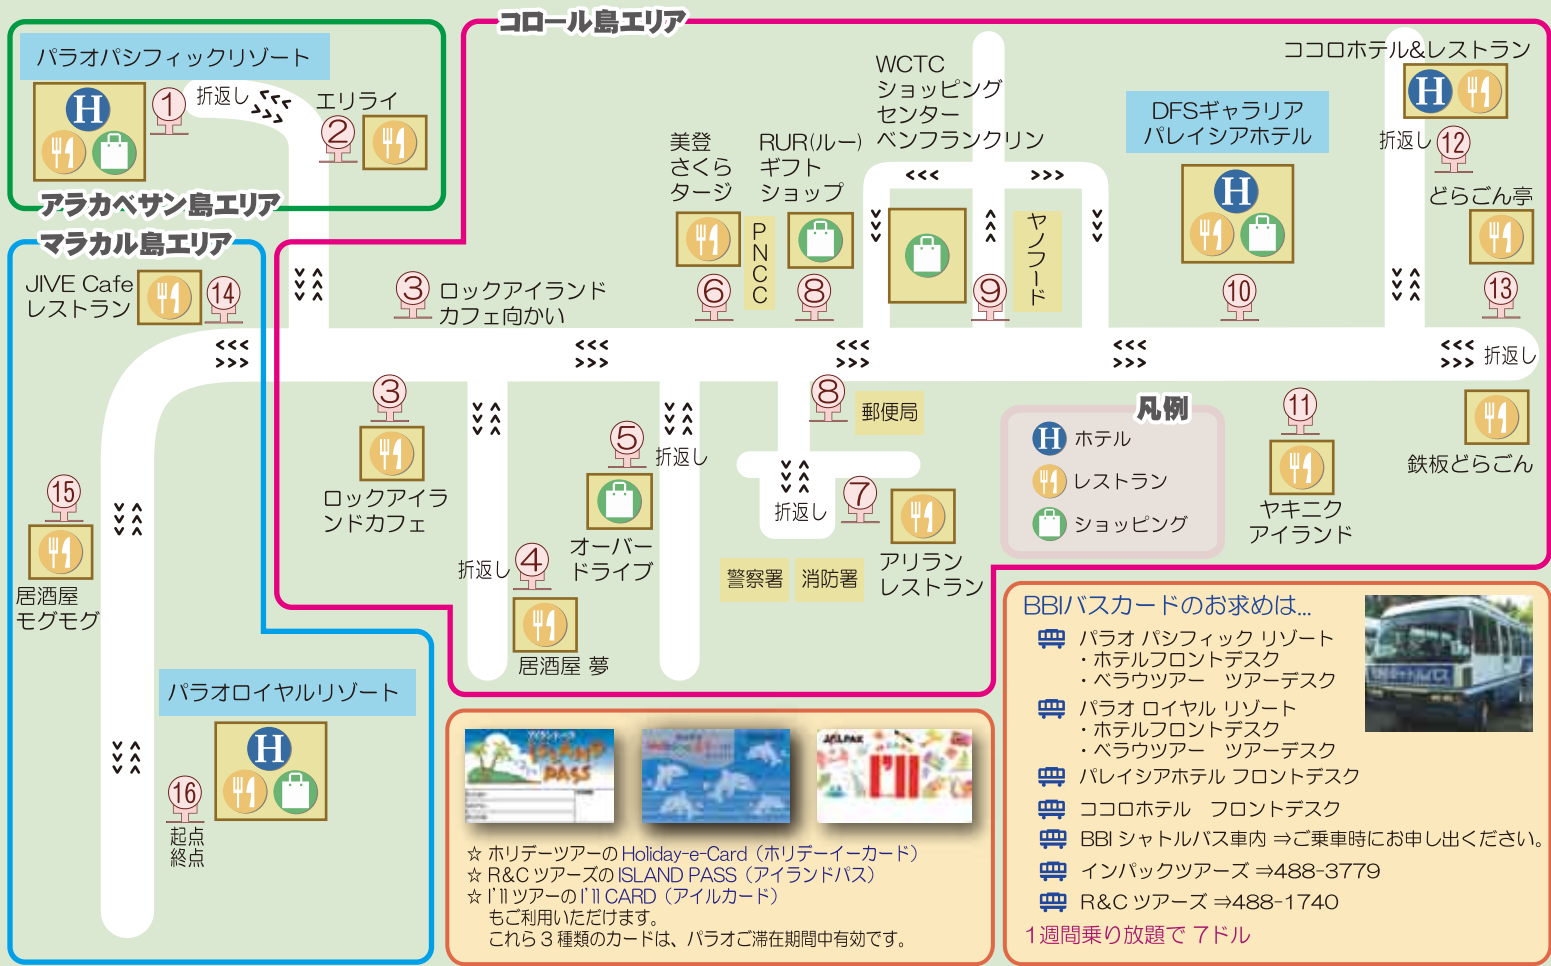 コロール島エリア
パラオパシフィックリゾート
H
1
折返し
エリライ
2
アラカベサン島エリア
マラカル島エリア
JIVE Cafe
レストラン
14
3
ロックアイランド
カフェ向かい
美登
さくら
タージ
6
PNCC
RUR(ルー)
ギフト
ショップ
8
WCTC
ショッピング
センター
ベンフランクリン
9
ヤノフード
DFSギャラリア
パレイシアホテル
H
10
ココロホテル&レストラン
H
折返し
12
どらごん亭
13
折返し
3
ロックアイラ
ンドカフェ
折返し
4
居酒屋 夢
5
オーバー
ドライブ
折返し
8
郵便局
折返し
7
アリラン
レストラン
警察署
消防署
凡例
H ホテル
レストラン
ショッピング
11
ヤキニク
アイランド
鉄板どらごん
15
居酒屋
モグモグ
パラオロイヤルリゾート
H
16
起点
終点
ISLAND
PASS
JALPAK
I'll
☆ ホリデーツアーの Holiday-e-Card（ホリデーイーカード）
☆ R&C ツアーズの ISLAND PASS（アイランドパス）
☆ I'll ツアーの I'll CARD（アイルカード）
もご利用いただけます。
これら 3 種類のカードは、パラオご滞在期間中有効です。
BBIバスカードのお求めは...
パラオ パシフィック リゾート
・ホテルフロントデスク
・ベラウツアー　ツアーデスク
パラオ ロイヤル リゾート
・ホテルフロントデスク
・ベラウツアー　ツアーデスク
パレイシアホテル フロントデスク
ココロホテル　フロントデスク
BBI シャトルバス車内 ⇒ご乗車時にお申し出ください。
インパックツアーズ ⇒488-3779
R&C ツアーズ ⇒488-1740
1週間乗り放題で 7ドル